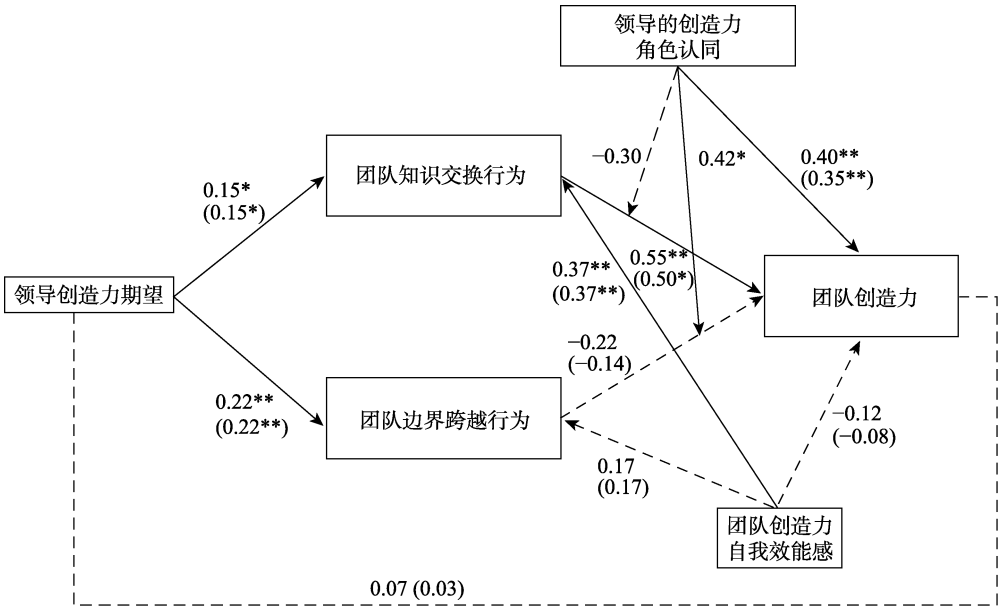 领导的创造力
角色认同
团队知识交换行为
−0.30
0.42*
0.40**
(0.35**)
0.15*
(0.15*)
领导创造力期望
0.37**
(0.37**)
0.55**
(0.50*)
团队创造力
−0.22
(−0.14)
0.22**
(0.22**)
团队边界跨越行为
−0.12
(−0.08)
0.17
(0.17)
团队创造力
自我效能感
0.07 (0.03)